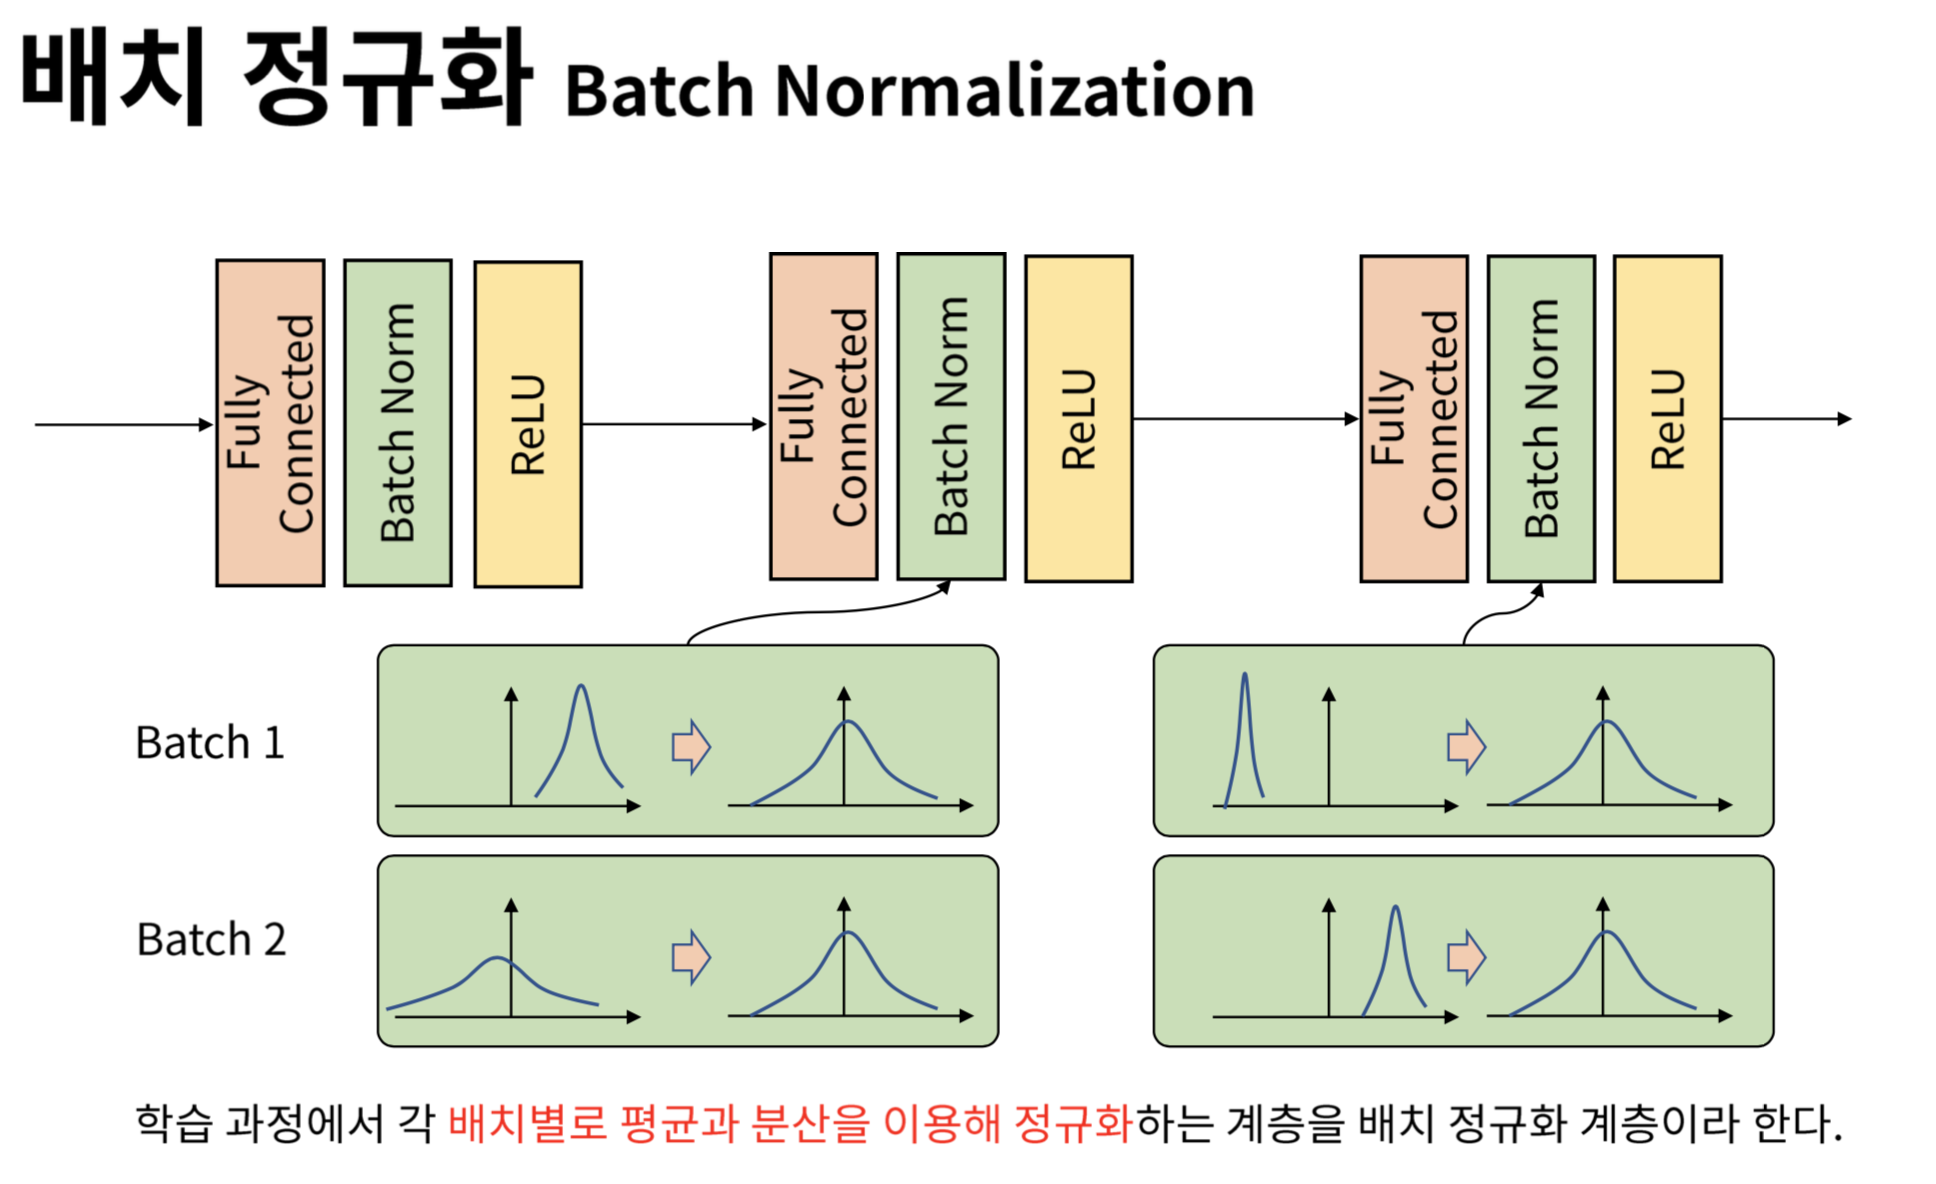 배치 정규화 Batch Normalization
Fully
Connected
Batch Norm
ReLU
Fully
Connected
Batch Norm
ReLU
Fully
Connected
Batch Norm
ReLU
Batch 1
Batch 2
학습 과정에서 각 배치별로 평균과 분산을 이용해 정규화하는 계층을 배치 정규화 계층이라 한다.